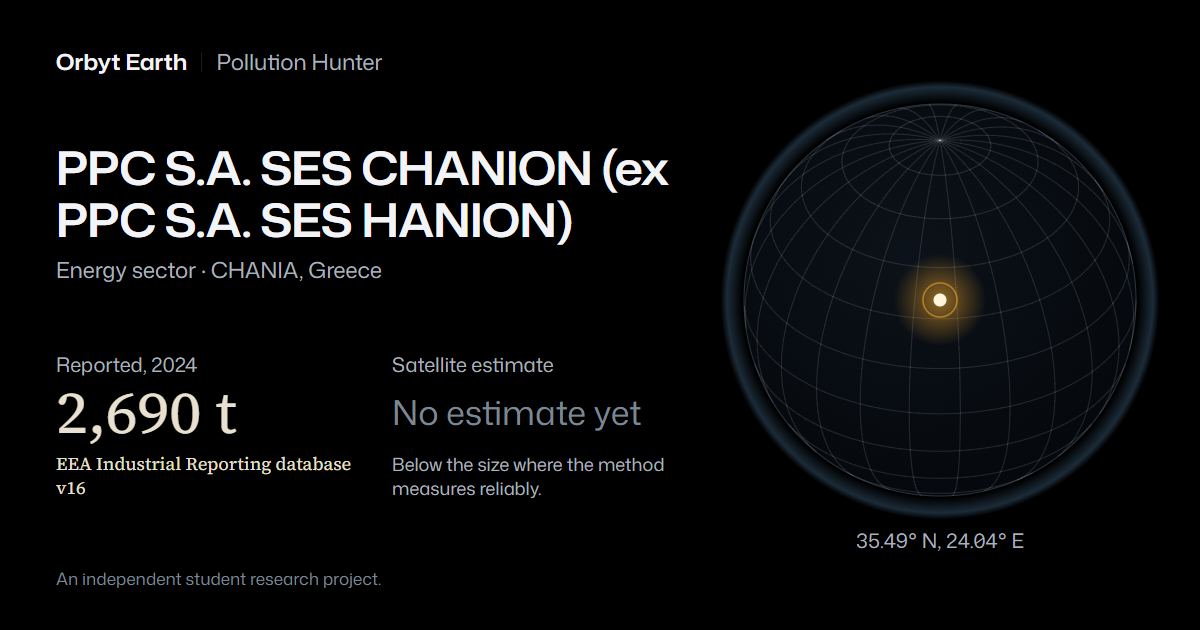 Orbyt Earth | Pollution Hunter
PPC S.A. SES CHANION (ex
PPC S.A. SES HANION)
Energy sector · CHANIA, Greece
Reported, 2024
2,690 t
EEA Industrial Reporting database
v16
Satellite estimate
No estimate yet
Below the size where the method
measures reliably.
35.49° N, 24.04° E
An independent student research project.